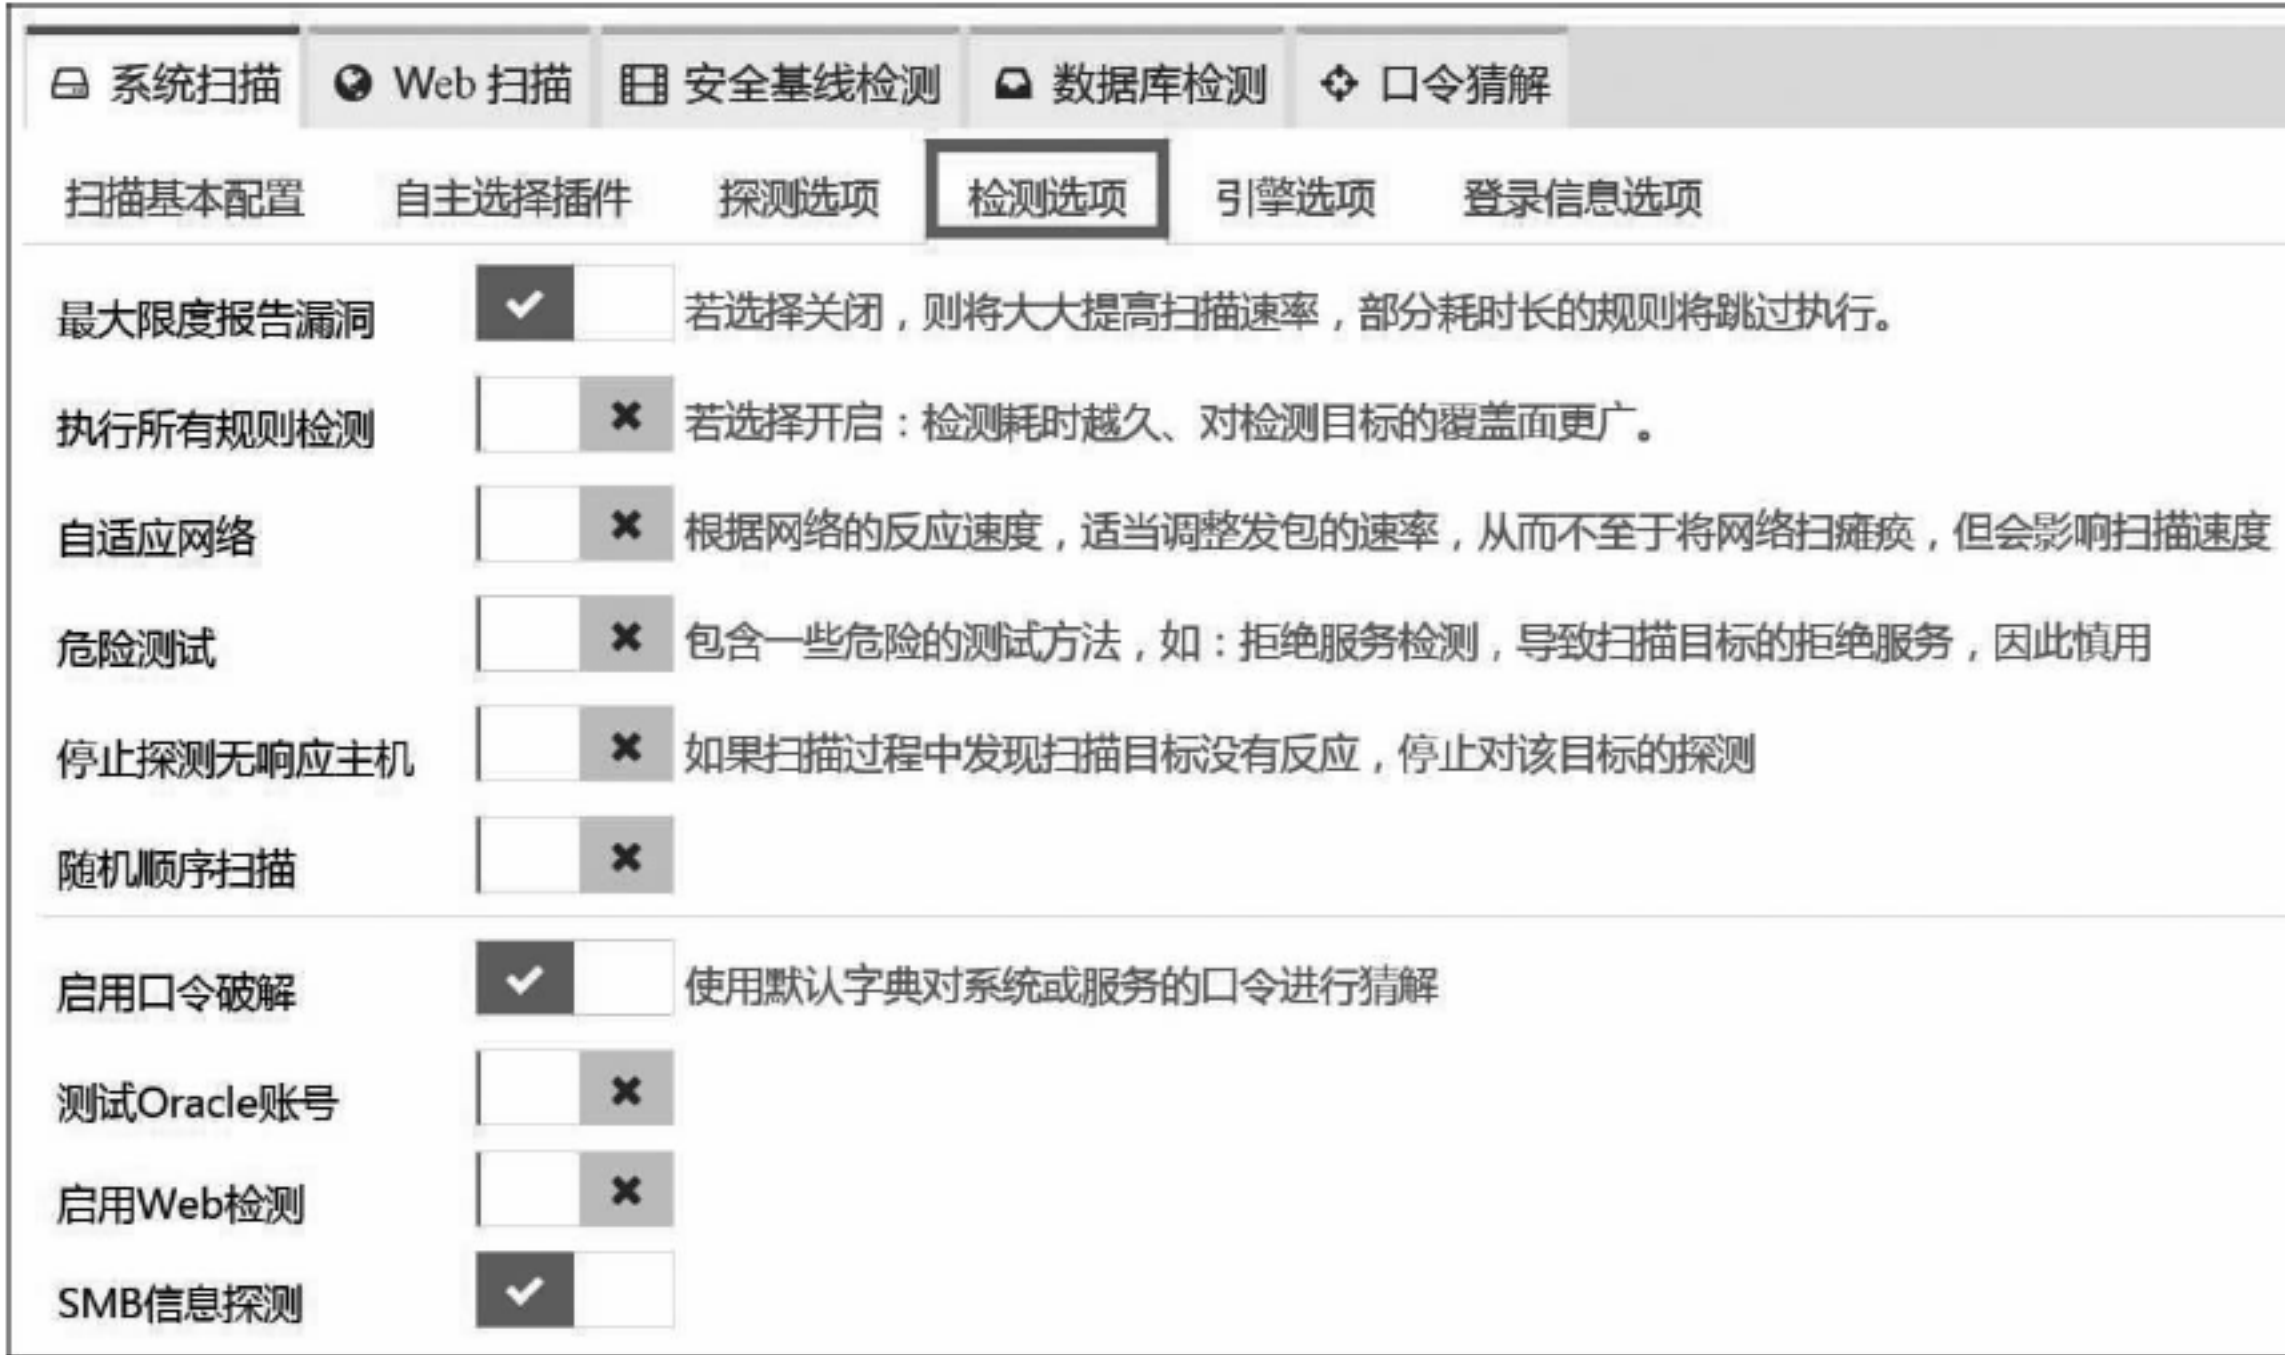 系统扫描 Web 扫描 安全基线检测 数据库检测 口令猜解
扫描基本配置 自主选择插件 探测选项 检测选项 引擎选项 登录信息选项
最大限度报告漏洞 若选择关闭，则将大大提高扫描速率，部分耗时长的规则将跳过执行。
执行所有规则检测 若选择开启：检测耗时越久、对检测目标的覆盖面更广。
自适应网络 根据网络的反应速度，适当调整发包的速率，从而不至于将网络扫瘫痪，但会影响扫描速度
危险测试 包含一些危险的测试方法，如：拒绝服务检测，导致扫描目标的拒绝服务，因此慎用
停止探测无响应主机 如果扫描过程中发现扫描目标没有反应，停止对该目标的探测
随机顺序扫描
启用口令破解 使用默认字典对系统或服务的口令进行猜解
测试Oracle账号
启用Web检测
SMB信息探测